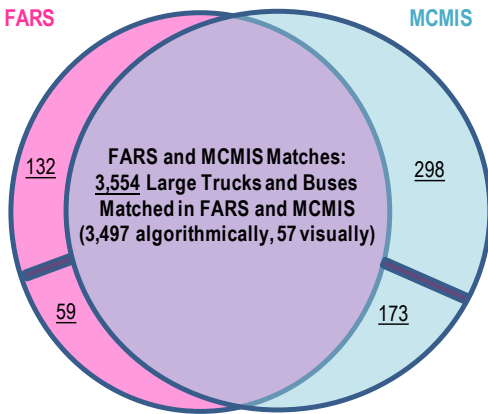 FARS
MCMIS
132
FARS and MCMIS Matches:
3,554 Large Trucks and Buses
Matched in FARS and MCMIS
(3,497 algorithmically, 57 visually)
298
59
173